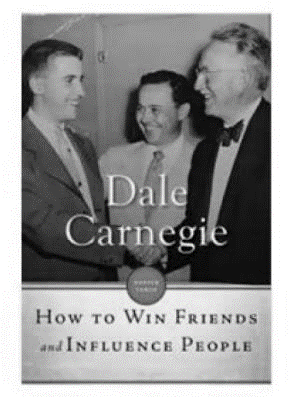 Dale
Carnegie
HOW TO WIN FRIENDS
and INFLUENCE PEOPLE